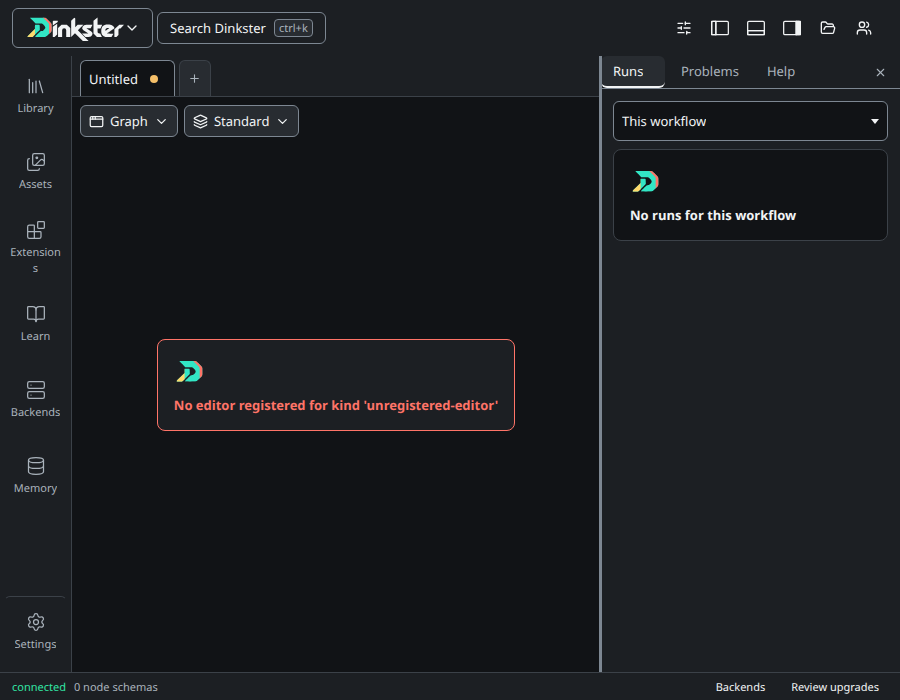 Dinkster
Search Dinkster ctrl+k
Library
Assets
Extension
s
Learn
Backends
Memory
Settings
Untitled
+
Graph
Standard
No editor registered for kind 'unregistered-editor'
Runs Problems Help
This workflow
No runs for this workflow
connected 0 node schemas
Backends Review upgrades